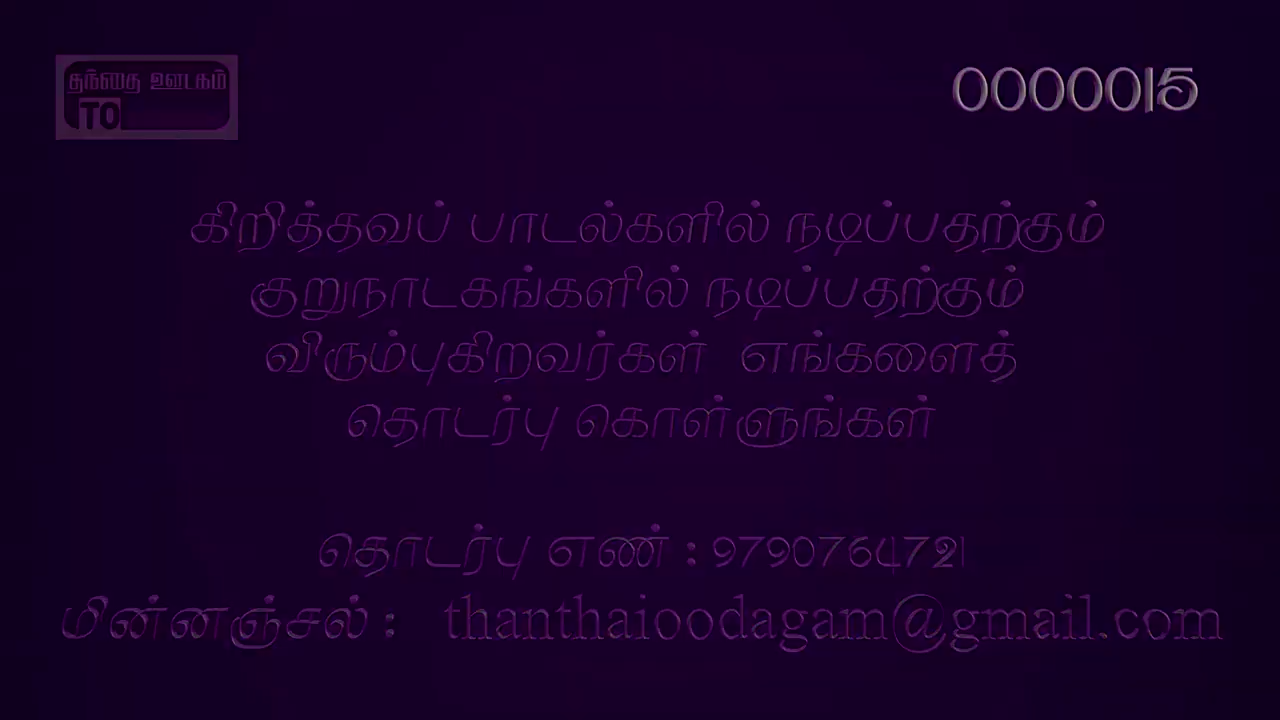 தந்தை ஊடகம்
TO
0000015
கிறித்தவப் பாடல்களில் நடிப்பதற்கும்
குறுநாடகங்களில் நடிப்பதற்கும்
விரும்புகிறவர்கள் எங்களைத்
தொடர்பு கொள்ளுங்கள்
தொடர்பு எண் : 9790764721
மின்னஞ்சல் : thanthaioodagam@gmail.com